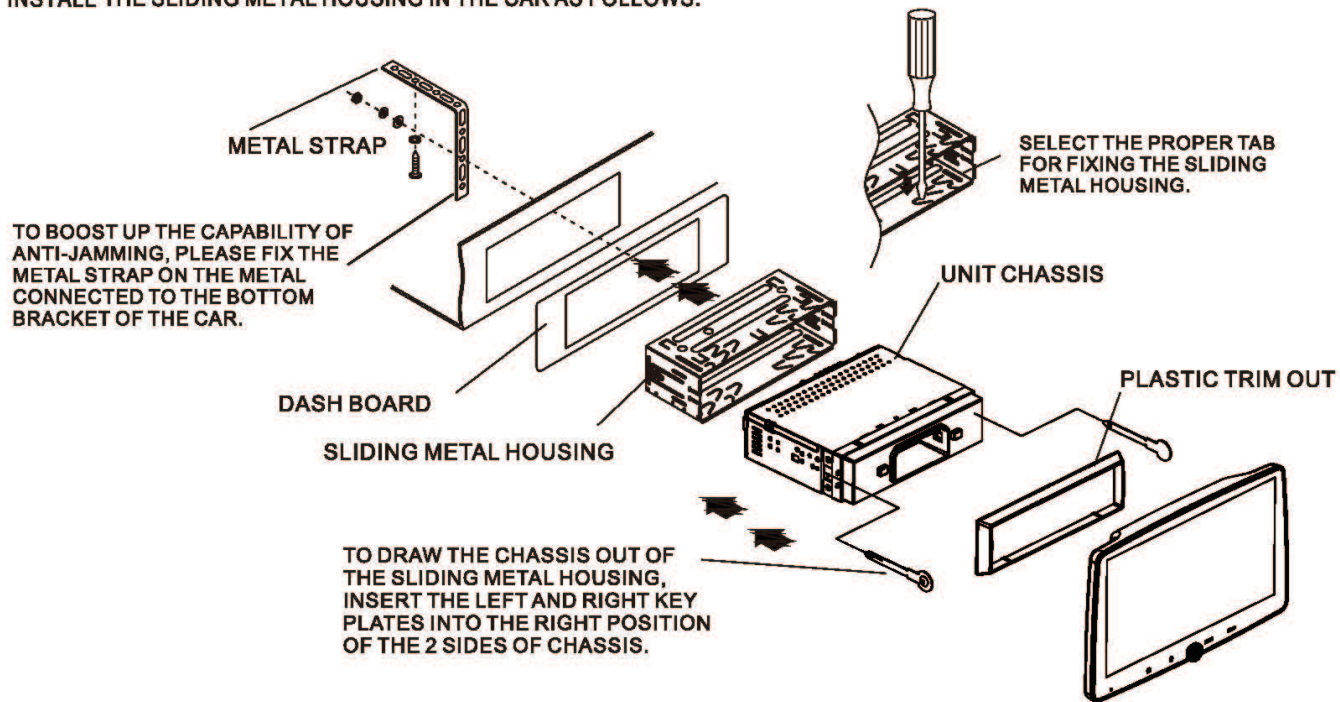 INSTALL THE SLIDING METAL HOUSING IN THE CAR AS FOLLOWS:
METAL STRAP
SELECT THE PROPER TAB
FOR FIXING THE SLIDING
METAL HOUSING.
TO BOOST UP THE CAPABILITY OF
ANTI-JAMMING, PLEASE FIX THE
METAL STRAP ON THE METAL
CONNECTED TO THE BOTTOM
BRACKET OF THE CAR.
UNIT CHASSIS
PLASTIC TRIM OUT
DASH BOARD
SLIDING METAL HOUSING
TO DRAW THE CHASSIS OUT OF
THE SLIDING METAL HOUSING,
INSERT THE LEFT AND RIGHT KEY
PLATES INTO THE RIGHT POSITION
OF THE 2 SIDES OF CHASSIS.